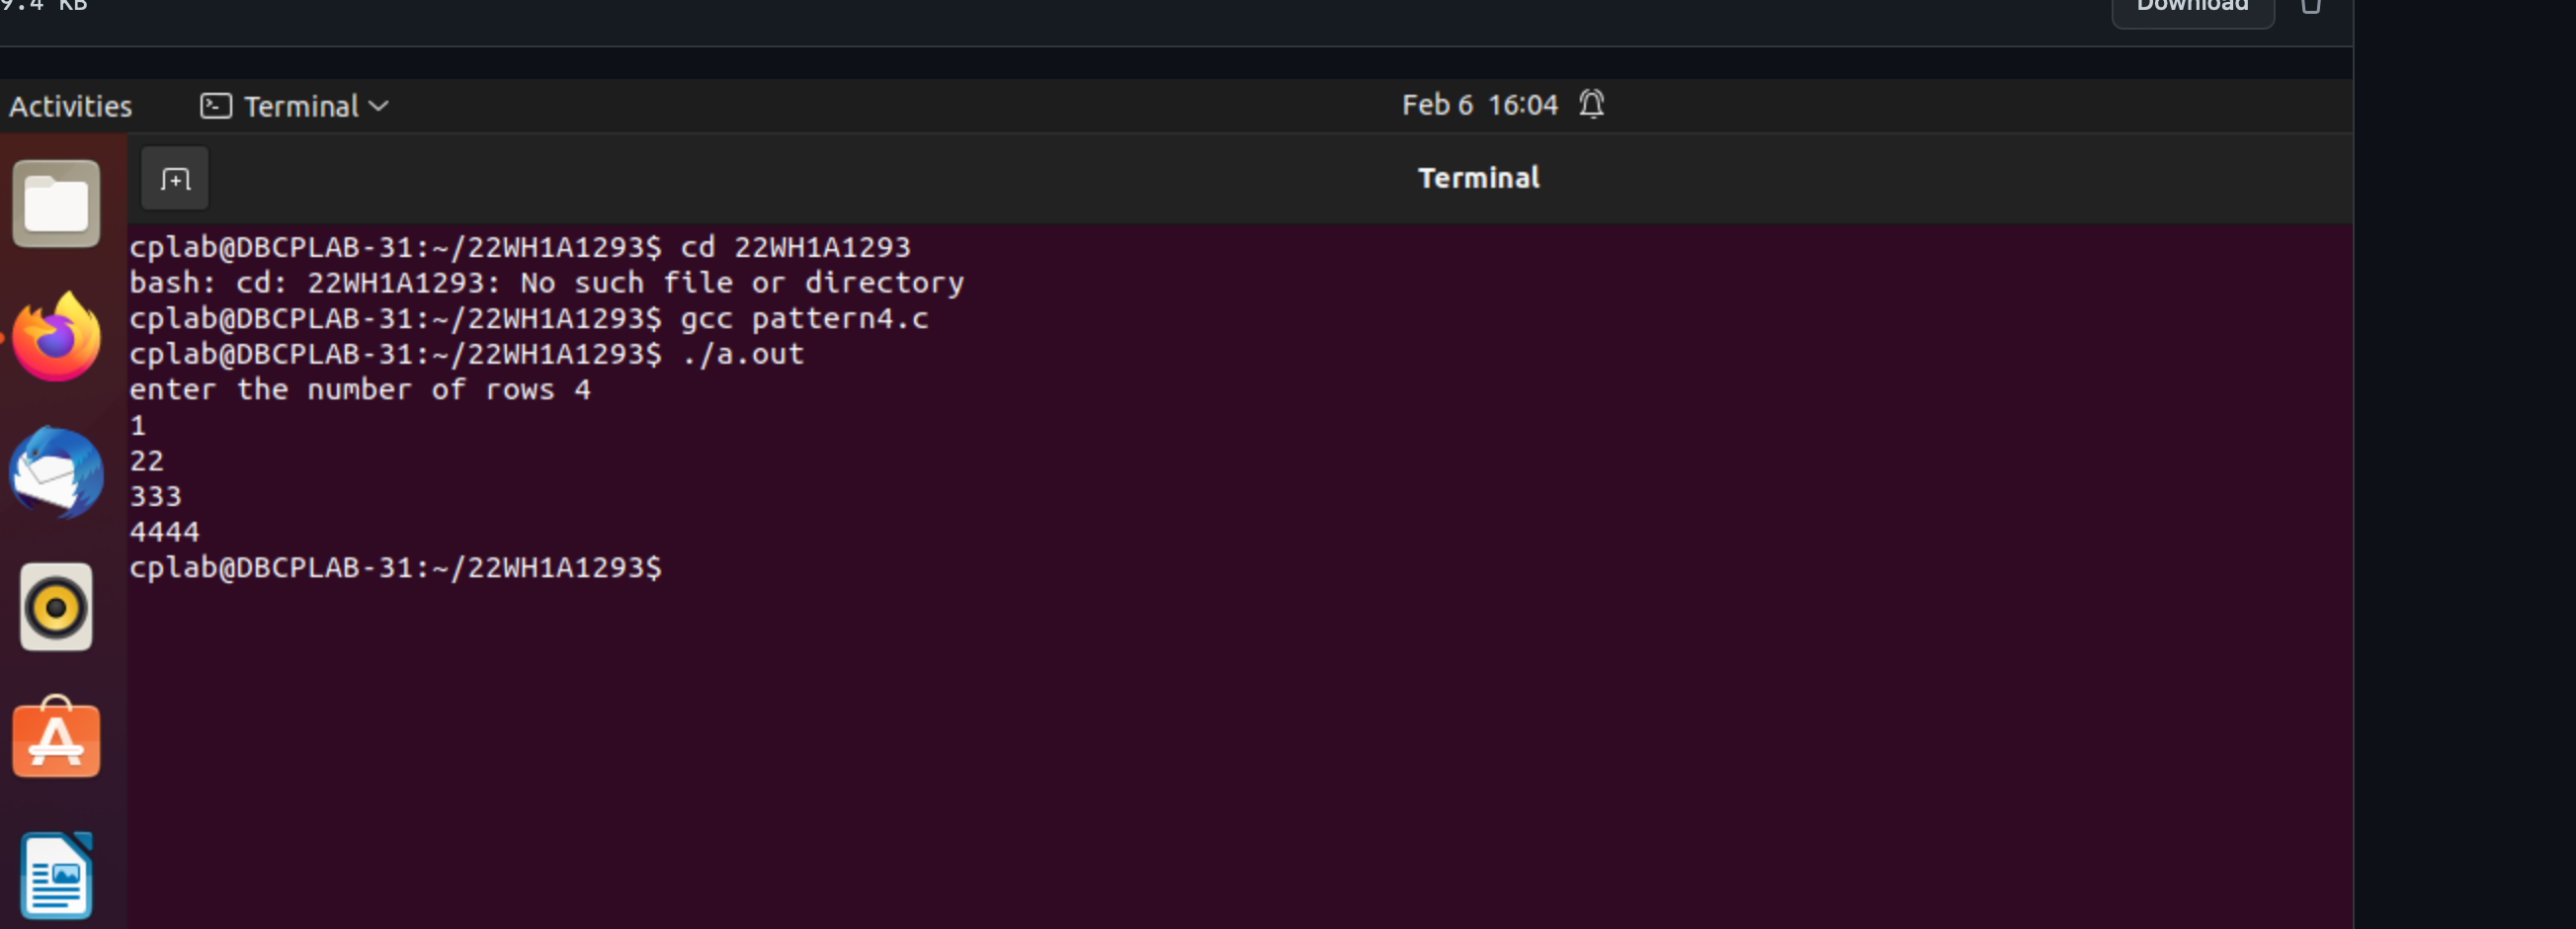 9.4 KB
Download
Activities
Terminal
Feb 6 16:04
Terminal
cplab@DBCPLAB-31:~/22WH1A1293$ cd 22WH1A1293
bash: cd: 22WH1A1293: No such file or directory
cplab@DBCPLAB-31:~/22WH1A1293$ gcc pattern4.c
cplab@DBCPLAB-31:~/22WH1A1293$ ./a.out
enter the number of rows 4
1
22
333
4444
cplab@DBCPLAB-31:~/22WH1A1293$